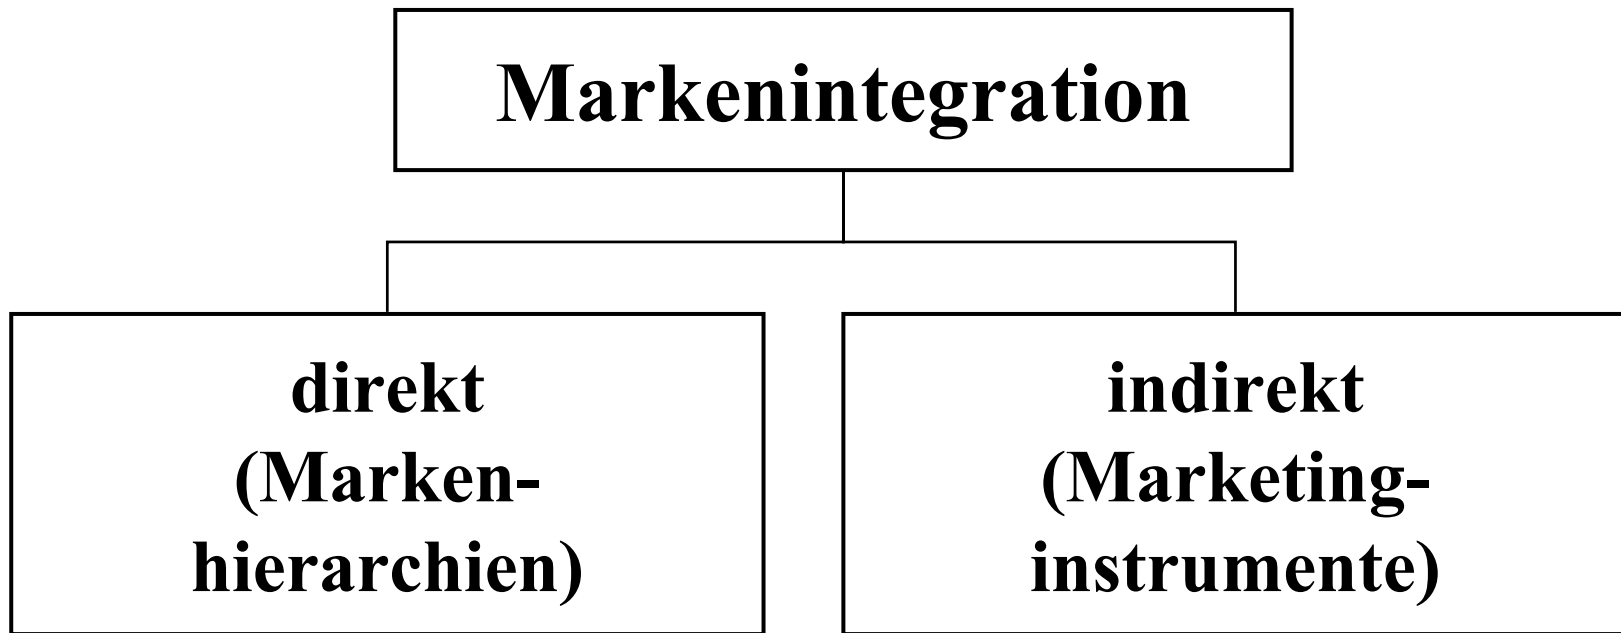 Markenintegration
direkt
(Marken-
hierarchien)
indirekt
(Marketing-
instrumente)